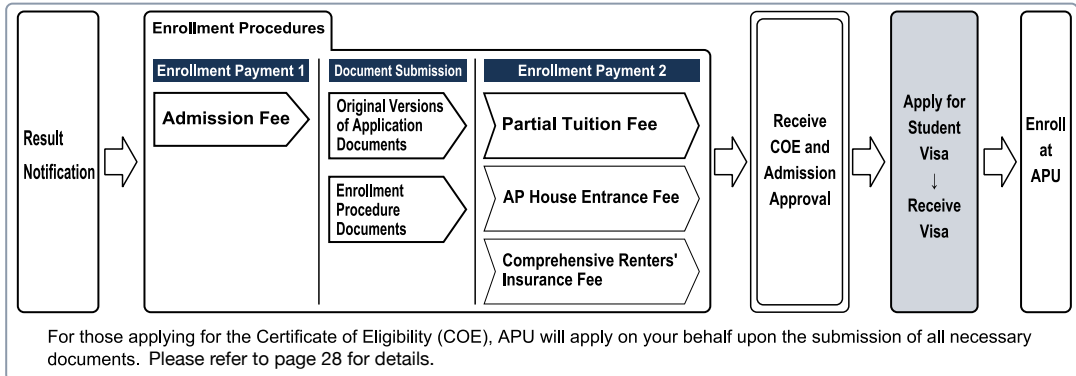 Result
Notification
Enrollment Procedures
Enrollment Payment 1
Admission Fee
Document Submission
Original Versions
of Application
Documents
Enrollment
Procedure
Documents
Enrollment Payment 2
Partial Tuition Fee
AP House Entrance Fee
Comprehensive Renters'
Insurance Fee
Receive
COE and
Admission
Approval
Apply for
Student
Visa
↓
Receive
Visa
Enroll
at
APU
For those applying for the Certificate of Eligibility (COE), APU will apply on your behalf upon the submission of all necessary
documents. Please refer to page 28 for details.